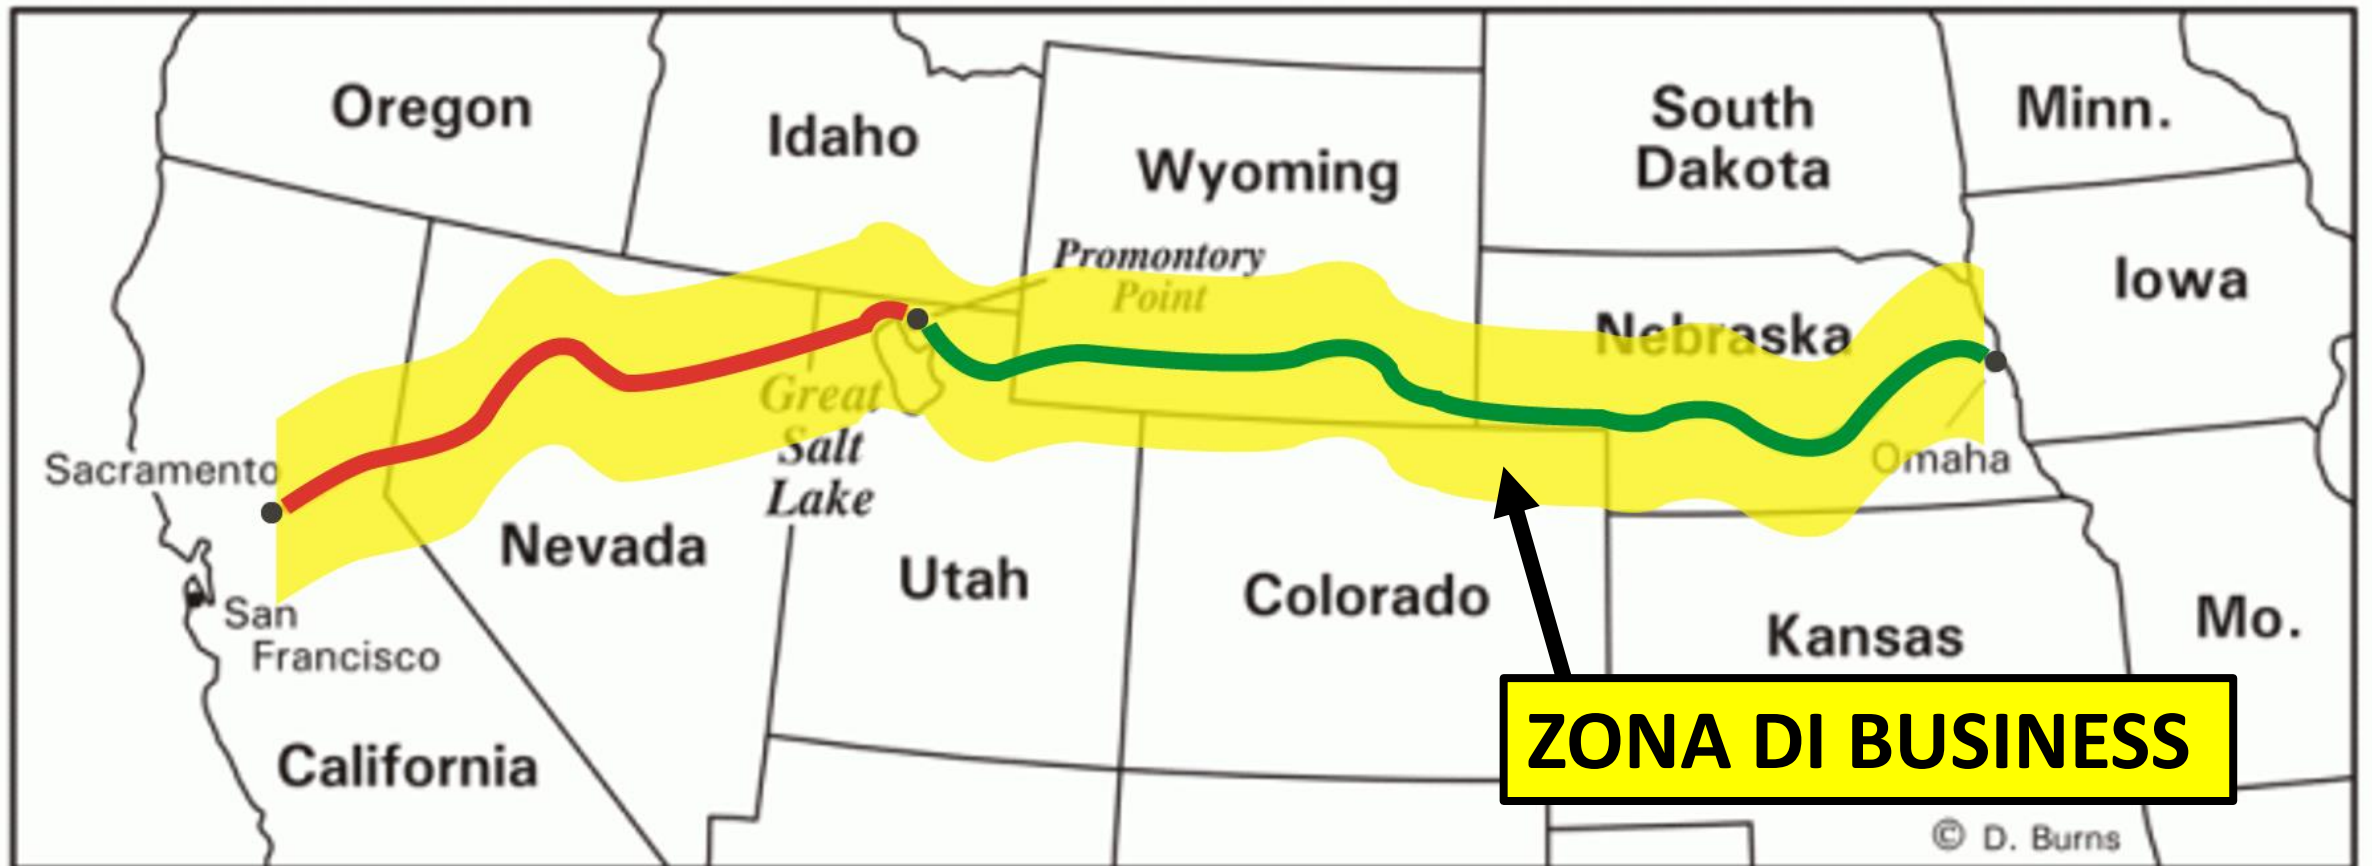 Oregon
Idaho
Wyoming
South
Dakota
Minn.
Iowa
Promontory
Point
Nebraska
Great
Salt
Lake
Sacramento
Omaha
San
Francisco
Nevada
Utah
Colorado
Kansas
Mo.
California
ZONA DI BUSINESS
© D. Burns